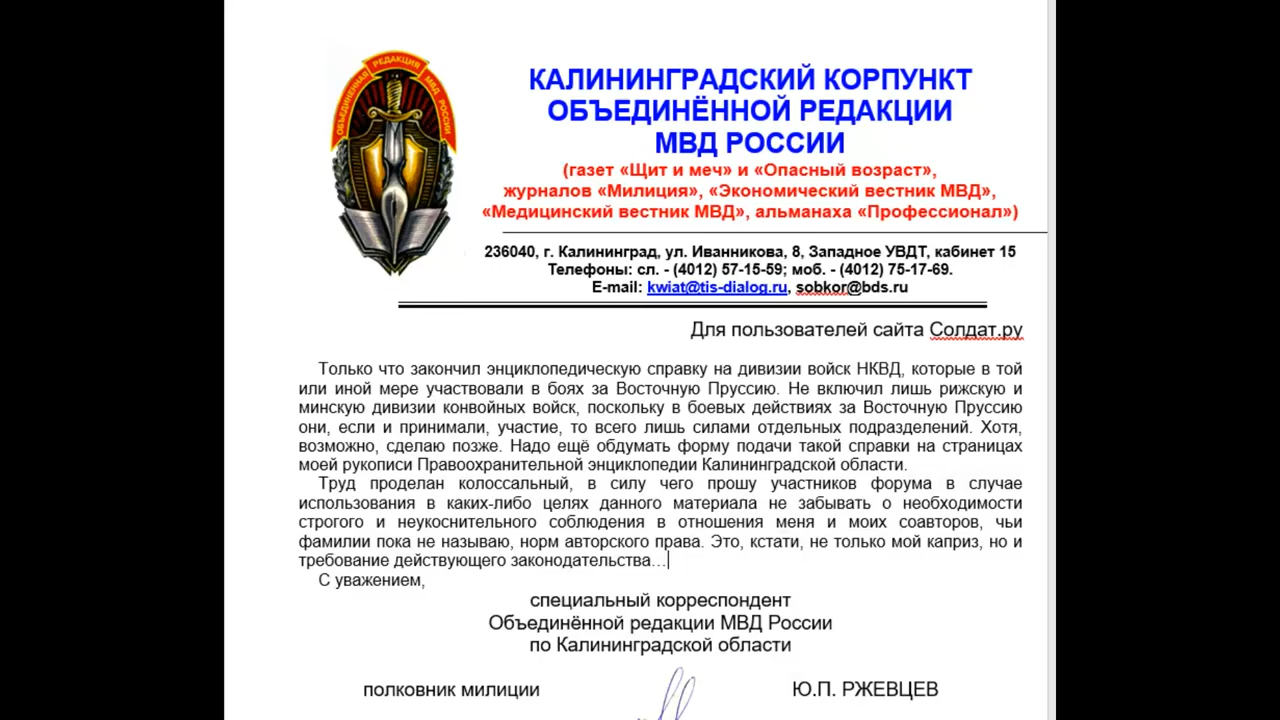 ОБЪЕДИНЁННАЯ РЕДАКЦИЯ МВД РОССИИ
КАЛИНИНГРАДСКИЙ КОРПУНКТ
ОБЪЕДИНЁННОЙ РЕДАКЦИИ
МВД РОССИИ
(газет «Щит и меч» и «Опасный возраст»,
журналов «Милиция», «Экономический вестник МВД»,
«Медицинский вестник МВД», альманаха «Профессионал»)
236040, г. Калининград, ул. Иванникова, 8, Западное УВДТ, кабинет 15
Телефоны: сл. - (4012) 57-15-59; моб. - (4012) 75-17-69.
E-mail: kwiat@tis-dialog.ru, sobkor@bds.ru
Для пользователей сайта Солдат.ру
Только что закончил энциклопедическую справку на дивизии войск НКВД, которые в той
или иной мере участвовали в боях за Восточную Пруссию. Не включил лишь рижскую и
минскую дивизии конвойных войск, поскольку в боевых действиях за Восточную Пруссию
они, если и принимали, участие, то всего лишь силами отдельных подразделений. Хотя,
возможно, сделаю позже. Надо ещё обдумать форму подачи такой справки на страницах
моей рукописи Правоохранительной энциклопедии Калининградской области.
Труд проделан колоссальный, в силу чего прошу участников форума в случае
использования в каких-либо целях данного материала не забывать о необходимости
строгого и неукоснительного соблюдения в отношения меня и моих соавторов, чьи
фамилии пока не называю, норм авторского права. Это, кстати, не только мой каприз, но и
требование действующего законодательства...
С уважением,
специальный корреспондент
Объединённой редакции МВД России
по Калининградской области
полковник милиции Ю.П. РЖЕВЦЕВ